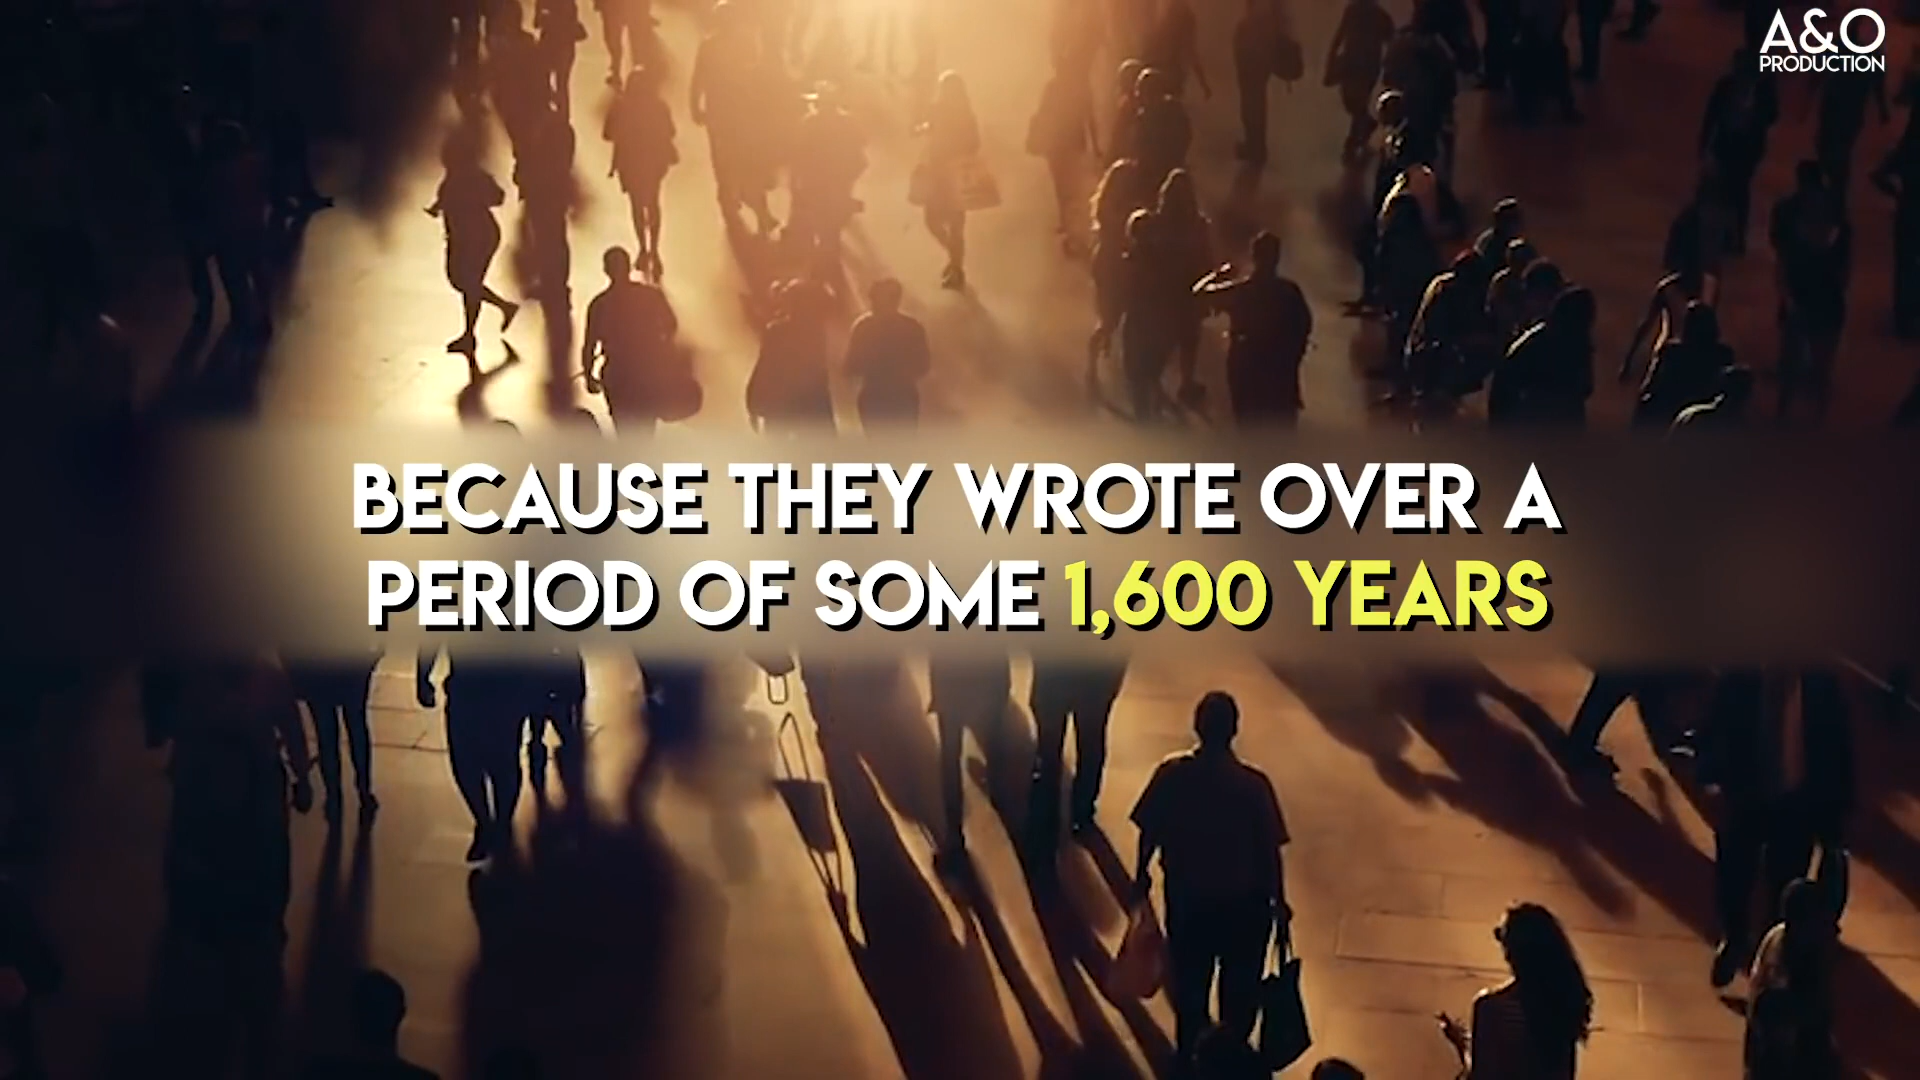 A&O
PRODUCTION
BECAUSE THEY WROTE OVER A
PERIOD OF SOME 1,600 YEARS